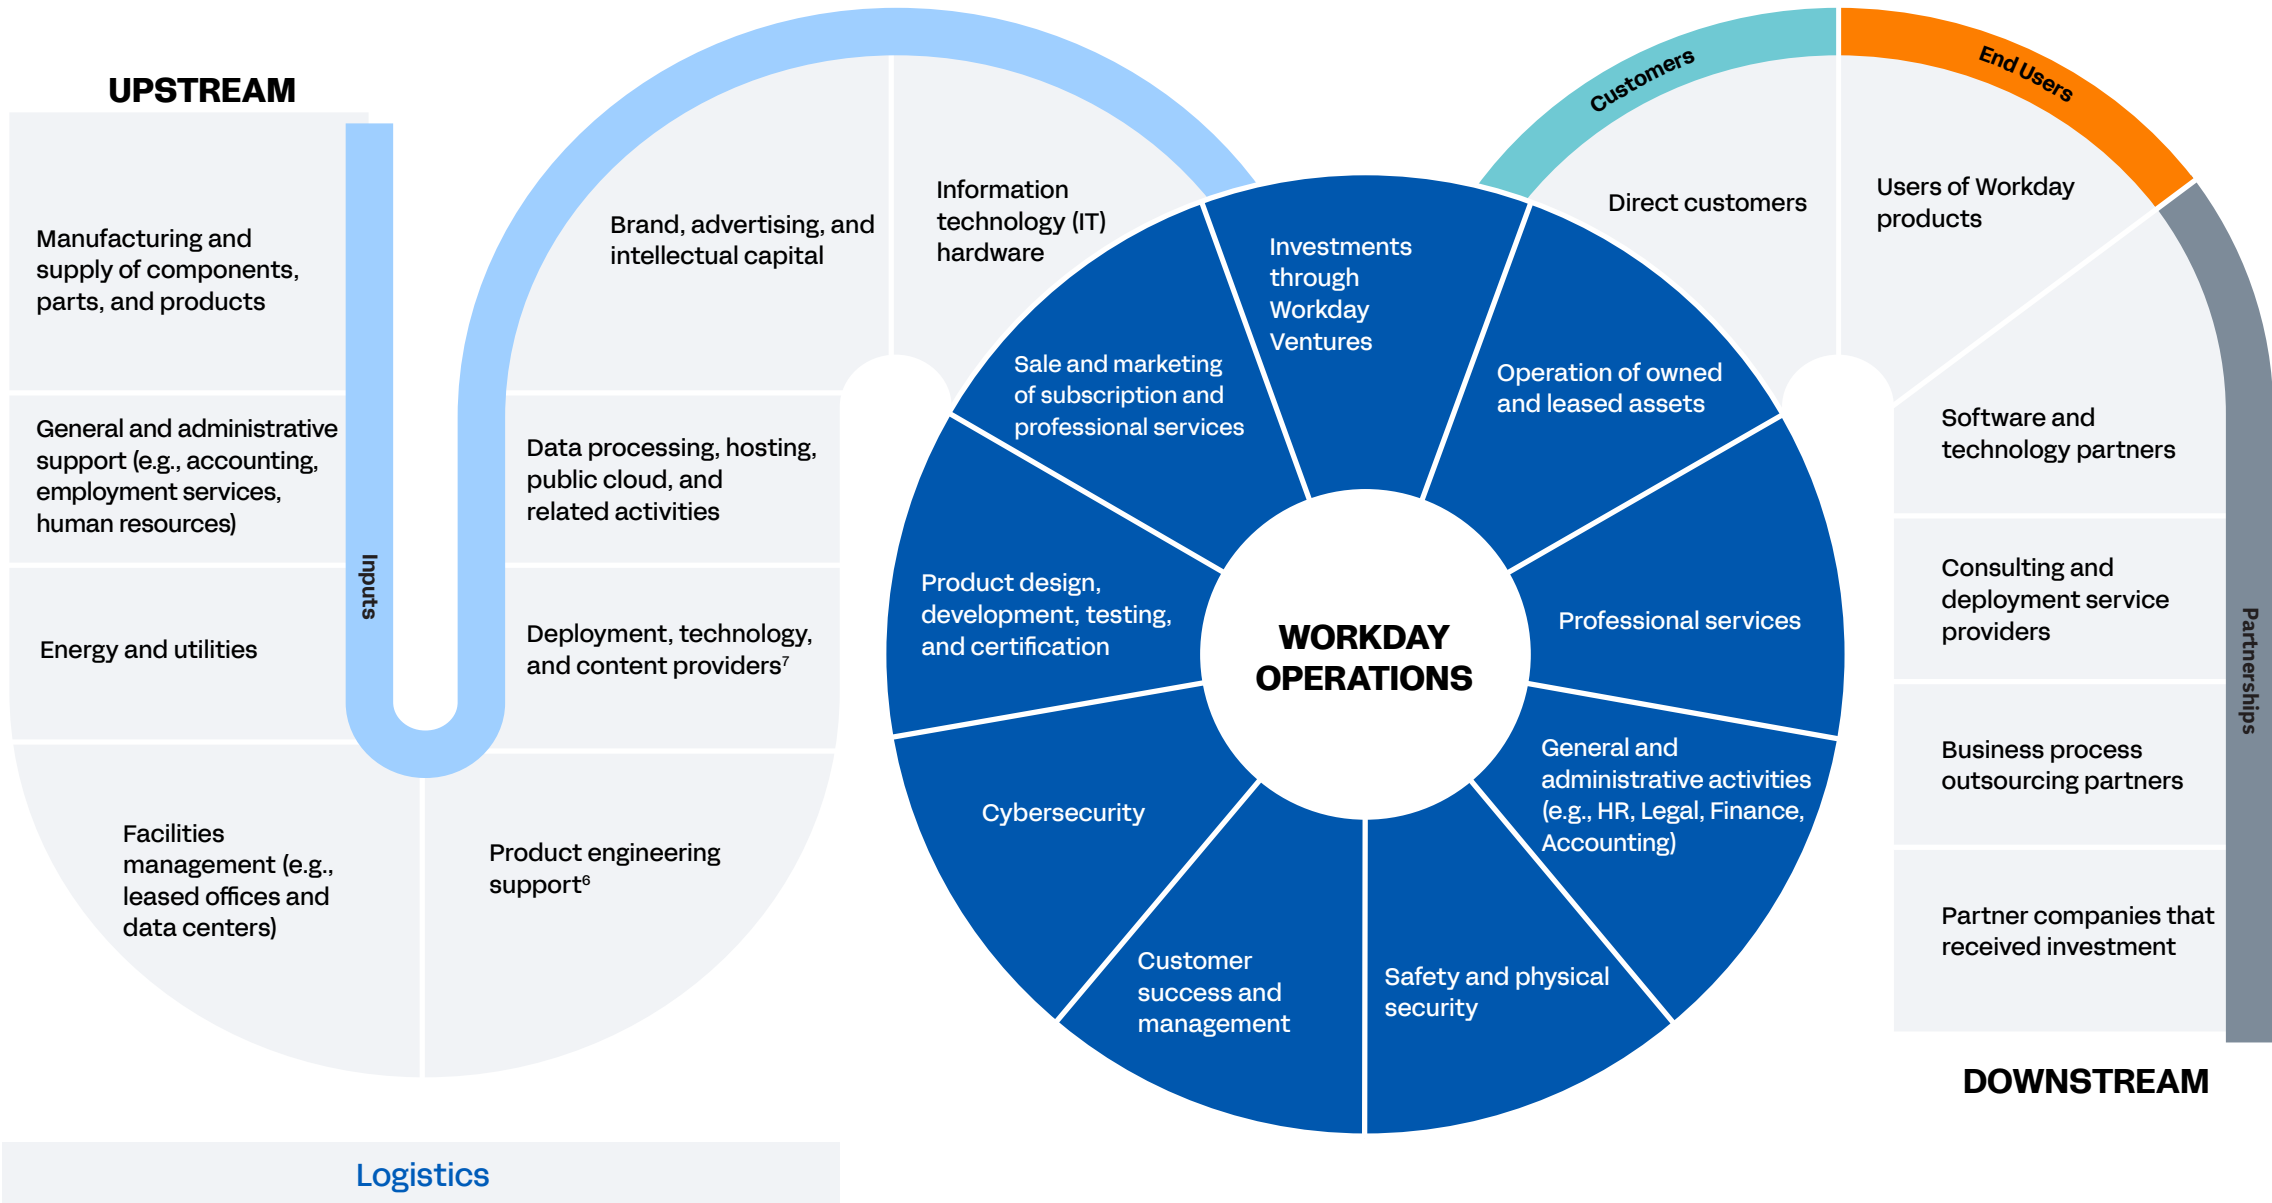 UPSTREAM
Manufacturing and
supply of components,
parts, and products
General and administrative
support (e.g., accounting,
employment services,
human resources)
Energy and utilities
Facilities
management (e.g.,
leased offices and
data centers)
Inputs
Product engineering
support⁶
Deployment, technology,
and content providers⁷
Data processing, hosting,
public cloud, and
related activities
Brand, advertising, and
intellectual capital
Information
technology (IT)
hardware
Logistics
WORKDAY
OPERATIONS
Investments
through
Workday
Ventures
Operation of owned
and leased assets
Professional services
General and
administrative activities
(e.g., HR, Legal, Finance,
Accounting)
Safety and physical
security
Customer
success and
management
Cybersecurity
Product design,
development, testing,
and certification
Sale and marketing
of subscription and
professional services
Customers
Direct customers
End Users
Users of Workday
products
Partnerships
Software and
technology partners
Consulting and
deployment service
providers
Business process
outsourcing partners
Partner companies that
received investment
DOWNSTREAM